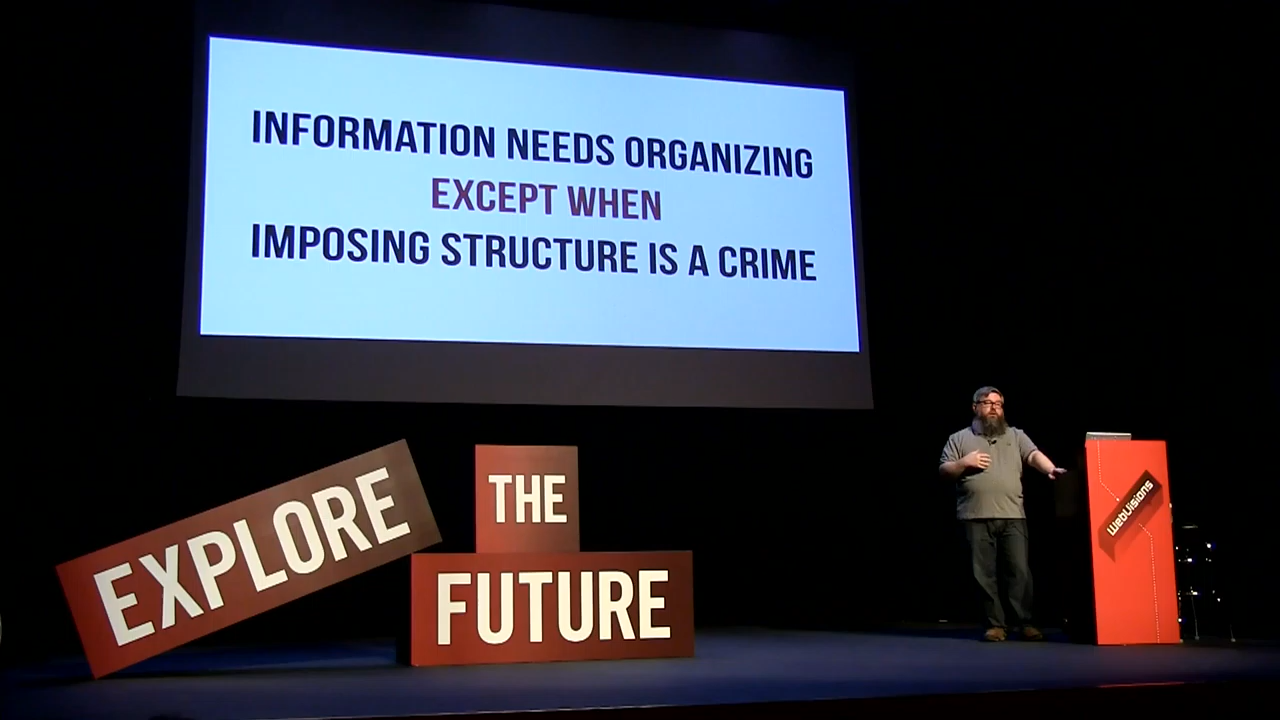 INFORMATION NEEDS ORGANIZING
EXCEPT WHEN
IMPOSING STRUCTURE IS A CRIME
EXPLORE
THE
FUTURE
WebVisions